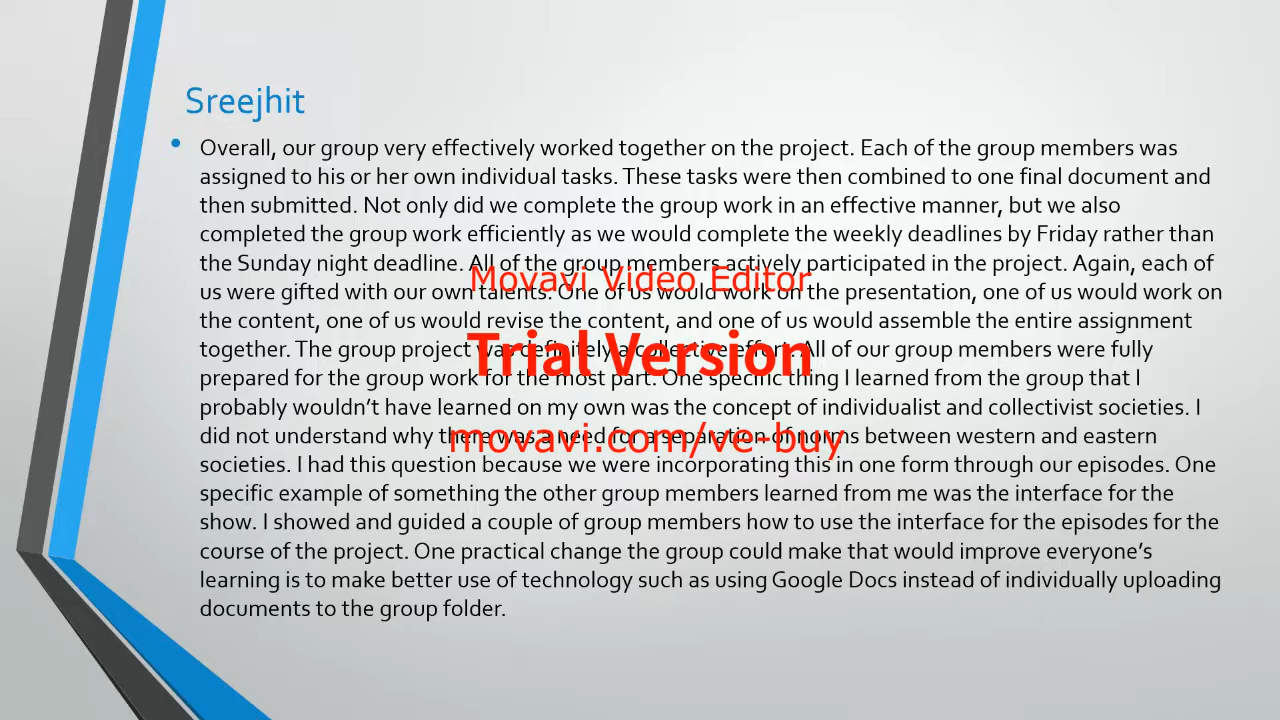 Sreejhit
• Overall, our group very effectively worked together on the project. Each of the group members was
assigned to his or her own individual tasks. These tasks were then combined to one final document and
then submitted. Not only did we complete the group work in an effective manner, but we also
completed the group work efficiently as we would complete the weekly deadlines by Friday rather than
the Sunday night deadline. All of the group members actively participated in the project. Again, each of
Movavi Video Editor
us were gifted with our own talents. One of us would work on the presentation, one of us would work on
the content, one of us would revise the content, and one of us would assemble the entire assignment
together. The group project was definitely a collective effort. All of our group members were fully
Trial Version
prepared for the group work for the most part. One specific thing I learned from the group that I
probably wouldn’t have learned on my own was the concept of individualist and collectivist societies. I
did not understand why there was a need for a separation of norms between western and eastern
movavi.com/ve-buy
societies. I had this question because we were incorporating this in one form through our episodes. One
specific example of something the other group members learned from me was the interface for the
show. I showed and guided a couple of group members how to use the interface for the episodes for the
course of the project. One practical change the group could make that would improve everyone’s
learning is to make better use of technology such as using Google Docs instead of individually uploading
documents to the group folder.